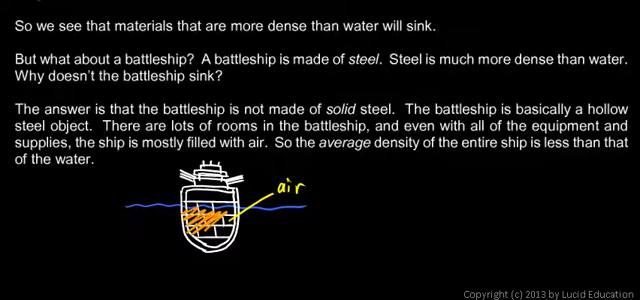 So we see that materials that are more dense than water will sink.
But what about a battleship?  A battleship is made of steel.  Steel is much more dense than water.
Why doesn't the battleship sink?
The answer is that the battleship is not made of solid steel.  The battleship is basically a hollow
steel object.  There are lots of rooms in the battleship, and even with all of the equipment and
supplies, the ship is mostly filled with air.  So the average density of the entire ship is less than that
of the water.
air
Copyright (c) 2013 by Lucid Education